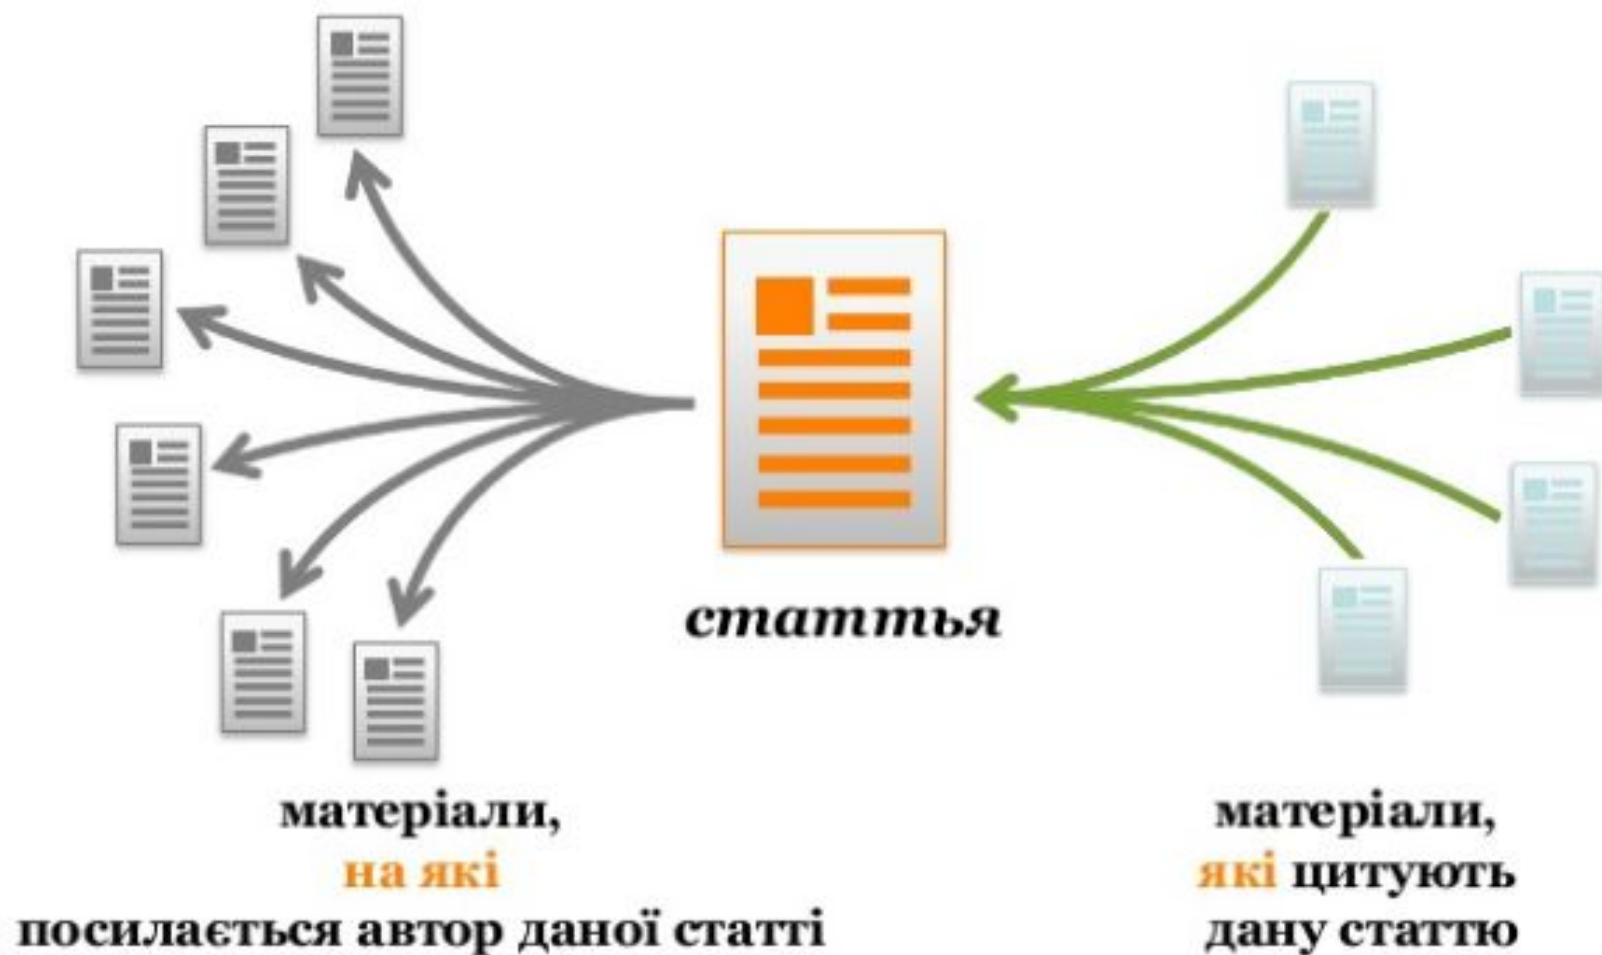 статтья
матеріали,
на які
посилається автор даної статті
матеріали,
які цитують
дану статтю